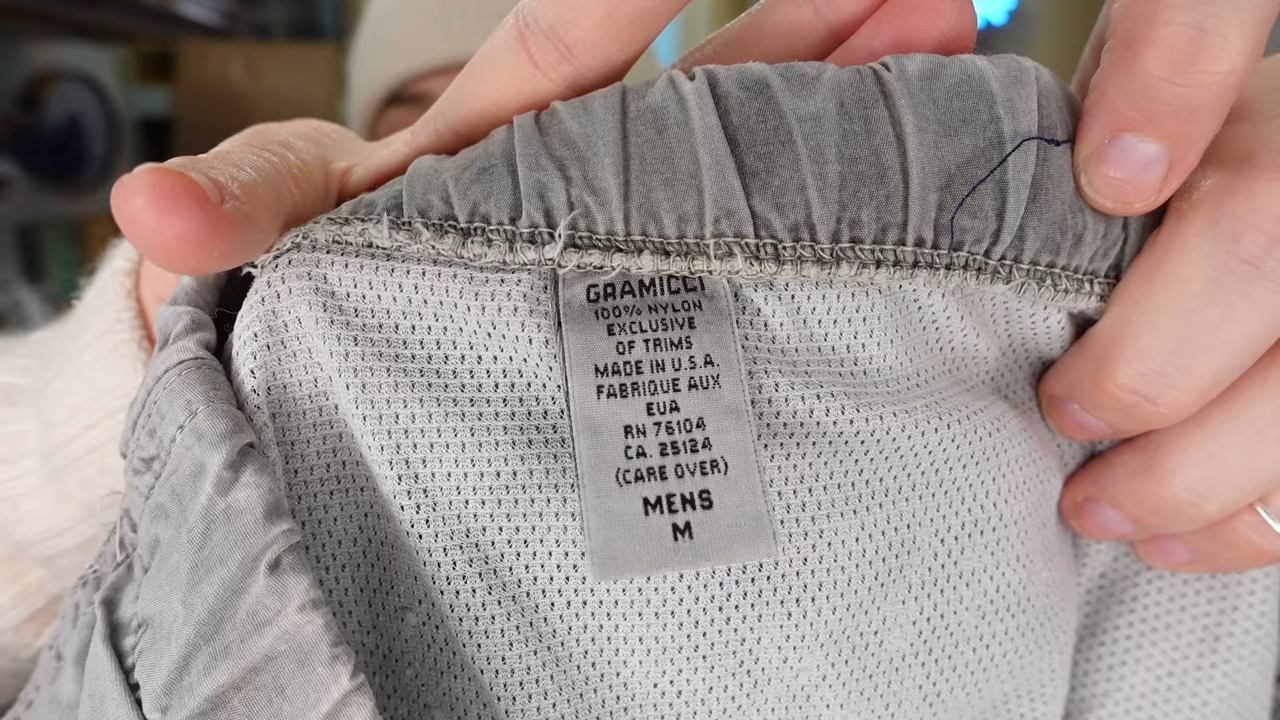 GRAMICCI
100% NYLON
EXCLUSIVE
OF TRIMS
MADE IN U.S.A.
FABRIQUE AUX
EUA
RN 76104
CA. 25124
(CARE OVER)
MENS
M